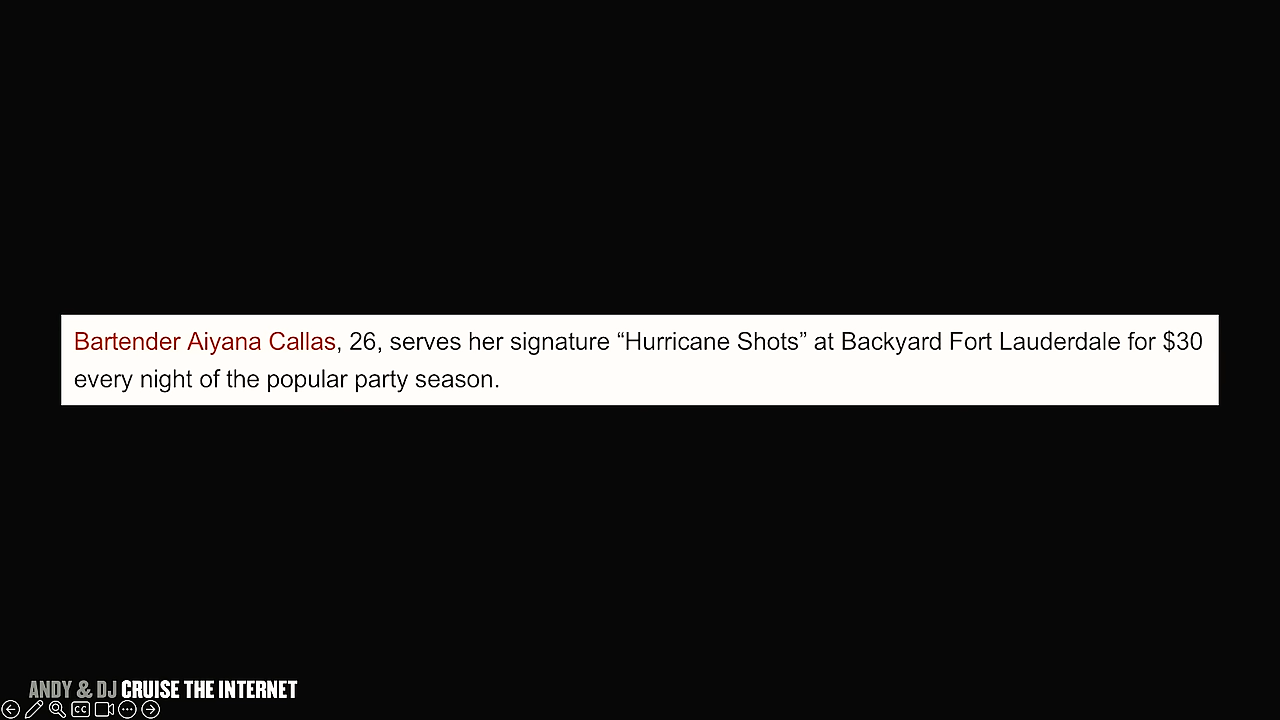 Bartender Aiyana Callas, 26, serves her signature “Hurricane Shots” at Backyard Fort Lauderdale for $30
every night of the popular party season.
ANDY & DJ CRUISE THE INTERNET
CC